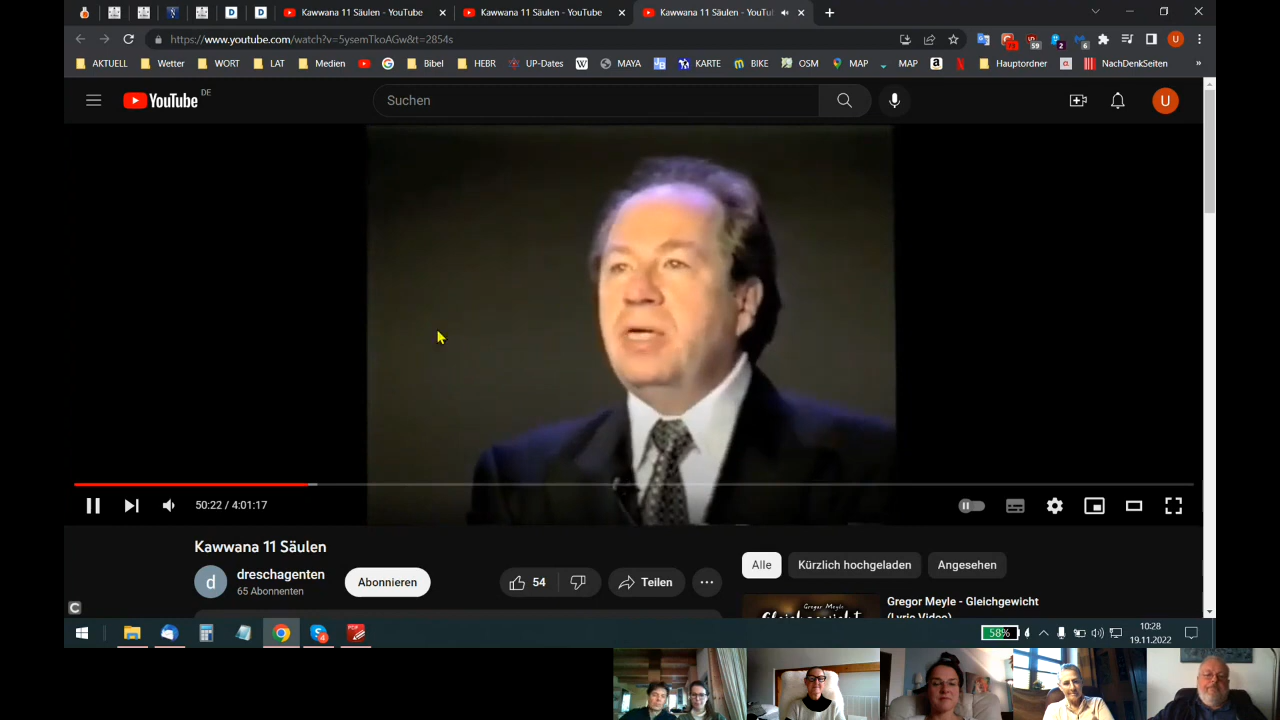 Kawwana 11 Säulen - YouTube
Kawwana 11 Säulen - YouTube
Kawwana 11 Säulen - YouTu
https://www.youtube.com/watch?v=5ysemTkoAGw&t=2854s
AKTUELL Wetter WORT LAT Medien Bibel HEBR UP-Dates MAYA KARTE BIKE OSM MAP MAP Hauptordner NachDenkSeiten »
YouTube DE
Suchen
U
50:22 / 4:01:17
Kawwana 11 Säulen
d
dreschagenten
65 Abonnenten
Abonnieren
54
Teilen
Alle
Kürzlich hochgeladen
Angesehen
Gregor Meyle - Gleichgewicht
(Lyric Video)
58%
10:28
19.11.2022